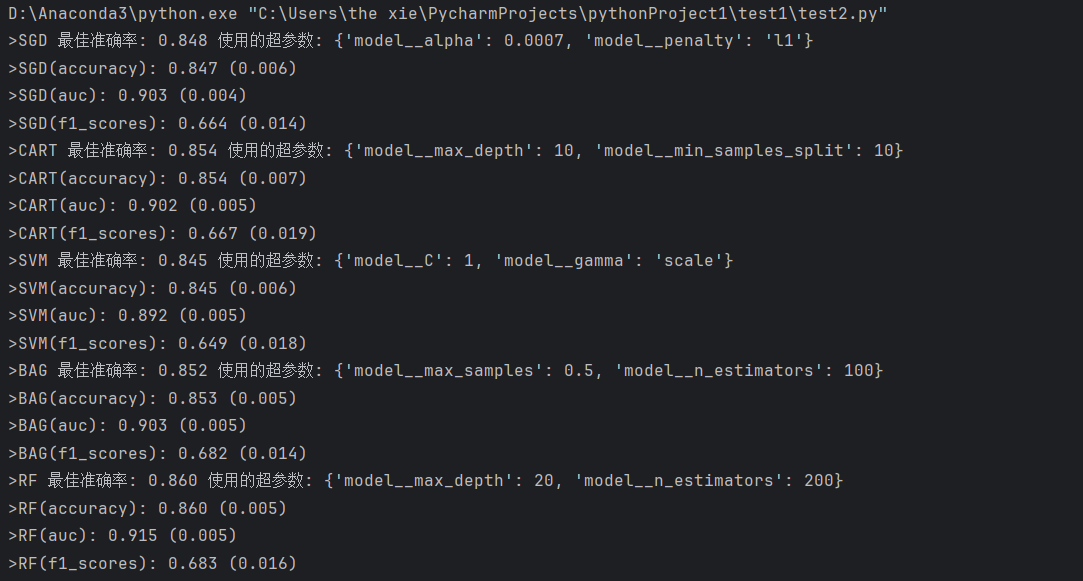 D:\Anaconda3\python.exe "C:\Users\the xie\PycharmProjects\pythonProject1\test1\test2.py"
>SGD 最佳准确率: 0.848 使用的超参数: {'model__alpha': 0.0007, 'model__penalty': 'l1'}
>SGD(accuracy): 0.847 (0.006)
>SGD(auc): 0.903 (0.004)
>SGD(f1_scores): 0.664 (0.014)
>CART 最佳准确率: 0.854 使用的超参数: {'model__max_depth': 10, 'model__min_samples_split': 10}
>CART(accuracy): 0.854 (0.007)
>CART(auc): 0.902 (0.005)
>CART(f1_scores): 0.667 (0.019)
>SVM 最佳准确率: 0.845 使用的超参数: {'model__C': 1, 'model__gamma': 'scale'}
>SVM(accuracy): 0.845 (0.006)
>SVM(auc): 0.892 (0.005)
>SVM(f1_scores): 0.649 (0.018)
>BAG 最佳准确率: 0.852 使用的超参数: {'model__max_samples': 0.5, 'model__n_estimators': 100}
>BAG(accuracy): 0.853 (0.005)
>BAG(auc): 0.903 (0.005)
>BAG(f1_scores): 0.682 (0.014)
>RF 最佳准确率: 0.860 使用的超参数: {'model__max_depth': 20, 'model__n_estimators': 200}
>RF(accuracy): 0.860 (0.005)
>RF(auc): 0.915 (0.005)
>RF(f1_scores): 0.683 (0.016)